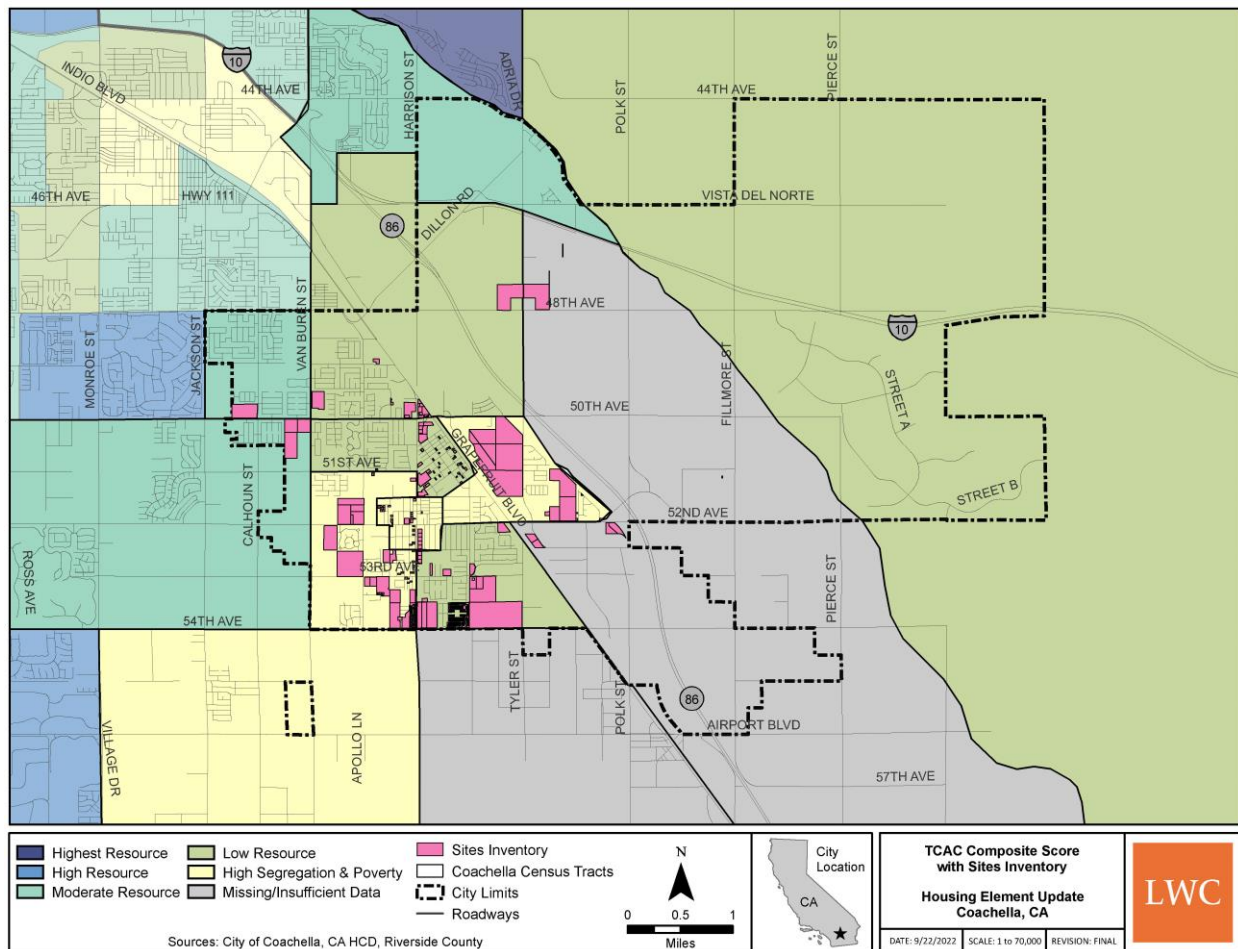 INDIO BLVD
10
44TH AVE
HARRISON ST
ADRIA DR
POLK ST
44TH AVE
PIERCE ST
46TH AVE
HWY 111
86
DILLON RD
VISTA DEL NORTE
MONROE ST
JACKSON ST
VAN BUREN ST
48TH AVE
FILLMORE ST
10
STREET A
50TH AVE
CALHOUN ST
51ST AVE
GRAPEFRUIT BLVD
STREET B
52ND AVE
ROSS AVE
53RD AVE
PIERCE ST
54TH AVE
VILLAGE DR
APOLLO LN
TYLER ST
POLK ST
86
AIRPORT BLVD
57TH AVE
Highest Resource
High Resource
Moderate Resource
Low Resource
High Segregation & Poverty
Missing/Insufficient Data
Sites Inventory
Coachella Census Tracts
City Limits
Roadways
Sources: City of Coachella, CA HCD, Riverside County
N
0 0.5 1
Miles
City
Location
CA
TCAC Composite Score
with Sites Inventory
Housing Element Update
Coachella, CA
DATE: 9/22/2022
SCALE: 1 to 70,000
REVISION: FINAL
LWC